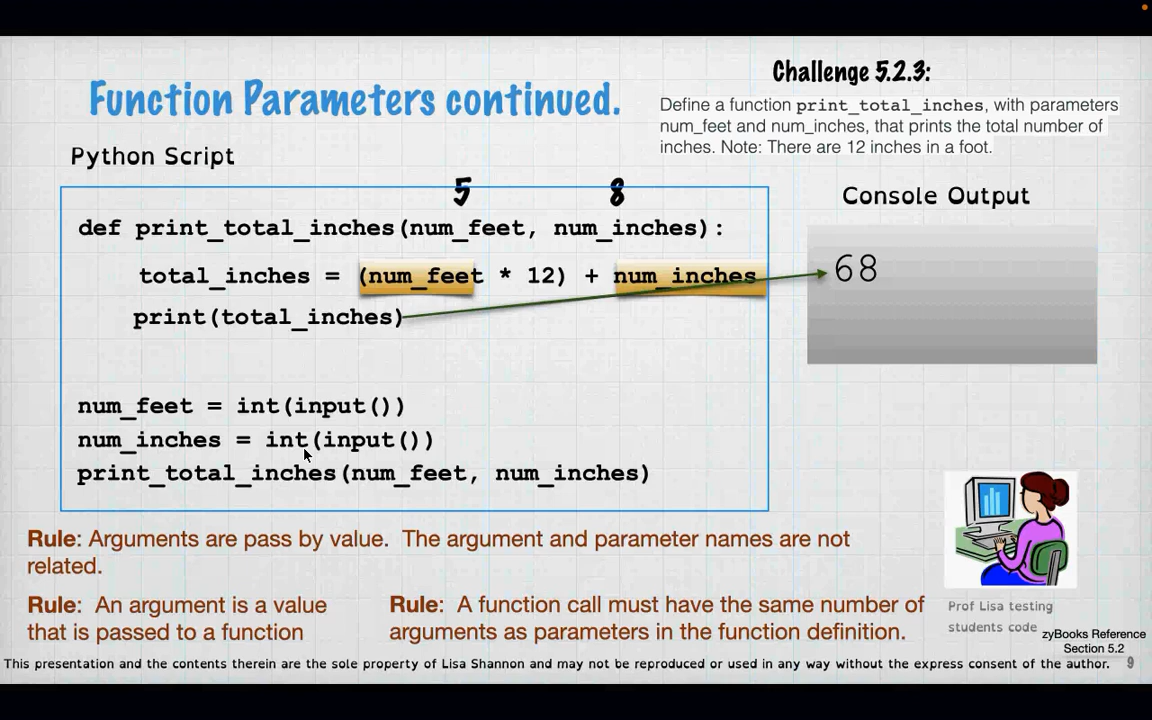 Function Parameters continued.
Challenge 5.2.3:
Define a function print_total_inches, with parameters
num_feet and num_inches, that prints the total number of
inches. Note: There are 12 inches in a foot.
Python Script
5 8
def print_total_inches(num_feet, num_inches):
total_inches = (num_feet * 12) + num_inches
print(total_inches)
num_feet = int(input())
num_inches = int(input())
print_total_inches(num_feet, num_inches)
Console Output
68
Rule: Arguments are pass by value. The argument and parameter names are not
related.
Rule: An argument is a value
that is passed to a function
Rule: A function call must have the same number of
arguments as parameters in the function definition.
Prof Lisa testing
students code
zyBooks Reference
Section 5.2
This presentation and the contents therein are the sole property of Lisa Shannon and may not be reproduced or used in any way without the express consent of the author.
9